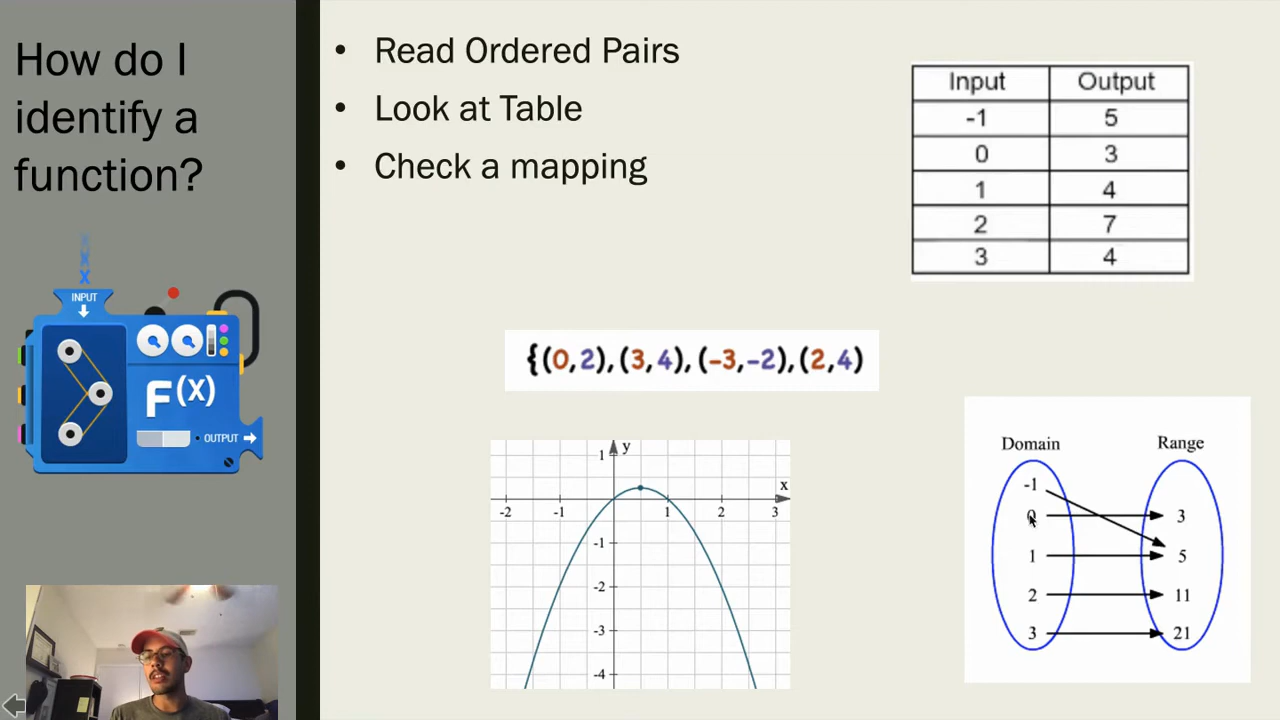 How do I
identify a
function?
x
x
x
INPUT
F(X)
OUTPUT
• Read Ordered Pairs
• Look at Table
• Check a mapping
Input Output
-1 5
0 3
1 4
2 7
3 4
{(0,2),(3,4),(-3,-2),(2,4)
1 y
x
-2 -1 1 2 3
-1
-2
-3
-4
Domain Range
-1
0 3
1 5
2 11
3 21